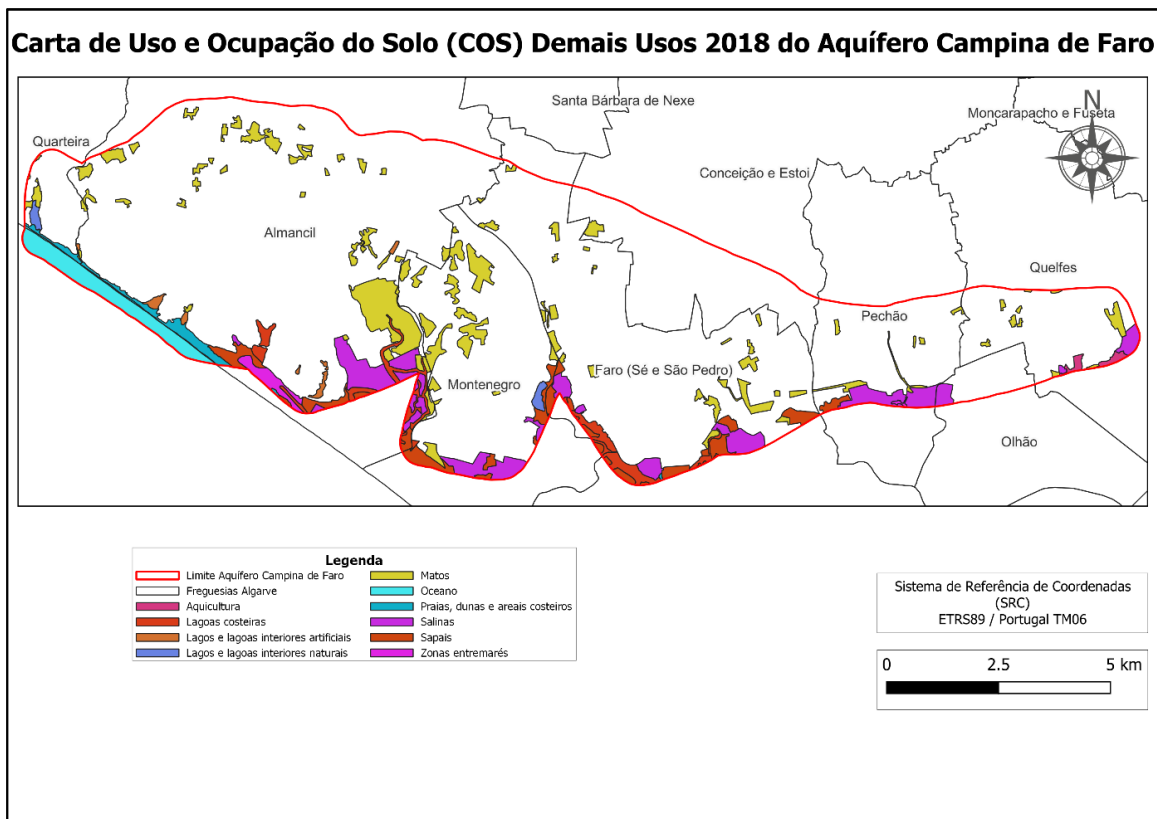 Carta de Uso e Ocupação do Solo (COS) Demais Usos 2018 do Aquífero Campina de Faro
Santa Bárbara de Nexe
Moncarapacho e Fuseta
N
Quarteira
Conceição e Estoi
Almancil
Quelfes
Pechão
Faro (Sé e São Pedro)
Montenegro
Olhão
Legenda
Limite Aquífero Campina de Faro
Freguesias Algarve
Aquicultura
Lagoas costeiras
Lagos e lagoas interiores artificiais
Lagos e lagoas interiores naturais
Matos
Oceano
Praias, dunas e areais costeiros
Salinas
Sapais
Zonas entremarés
Sistema de Referência de Coordenadas
(SRC)
ETRS89 / Portugal TM06
0 2.5 5 km